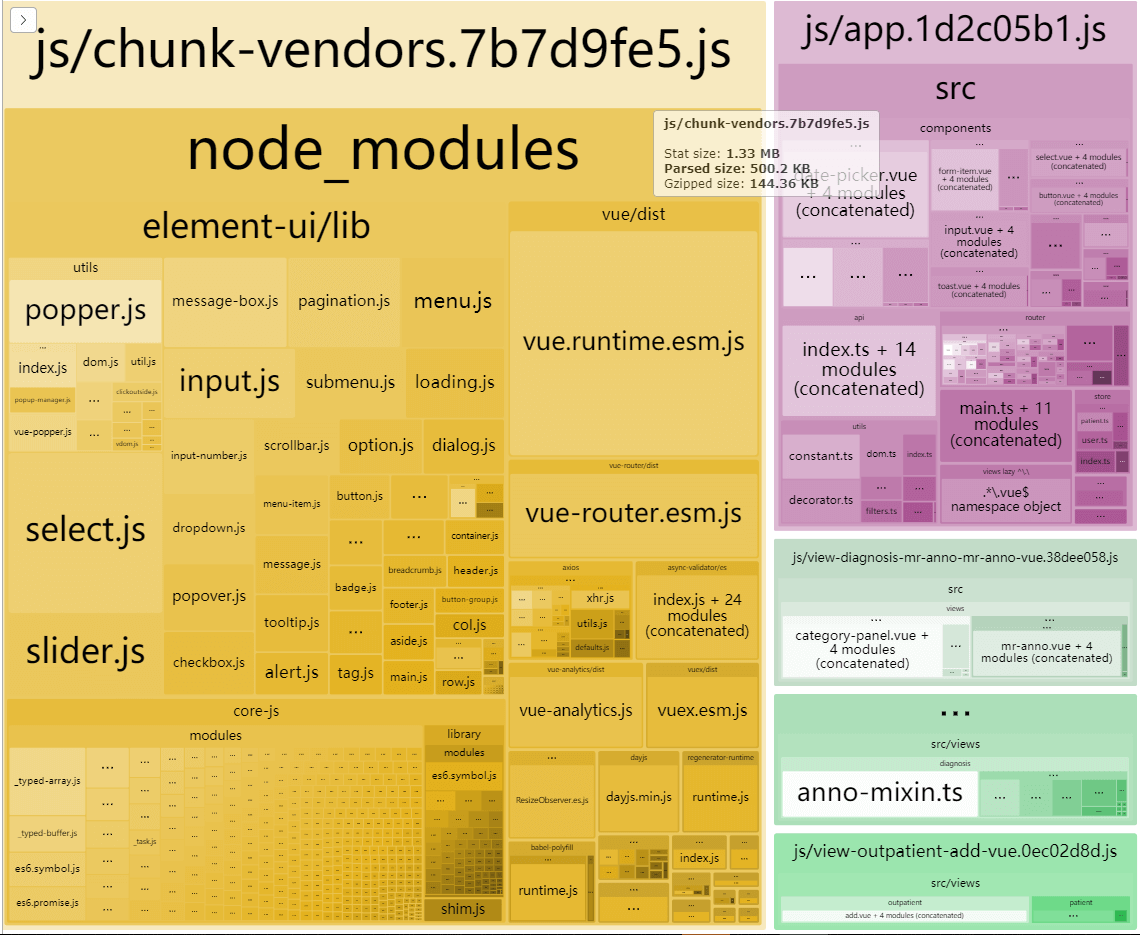 js/chunk-vendors.7b7d9fe5.js
node_modules
element-ui/lib
utils
popper.js
index.js
dom.js
util.js
popup-manager.js
...
clickoutside.js
vue-popper.js
vdom.js
select.js
slider.js
message-box.js
pagination.js
menu.js
input.js
submenu.js
loading.js
input-number.js
scrollbar.js
option.js
dialog.js
menu-item.js
button.js
...
dropdown.js
container.js
message.js
breadcrumb.js
header.js
popover.js
badge.js
footer.js
button-group.js
col.js
tooltip.js
...
aside.js
checkbox.js
alert.js
tag.js
main.js
row.js
core-js
modules
_typed-array.js
_typed-buffer.js
_task.js
es6.symbol.js
es6.promise.js
library
modules
es6.symbol.js
shim.js
vue/dist
vue.runtime.esm.js
vue-router/dist
vue-router.esm.js
axios
...
xhr.js
utils.js
defaults.js
async-validator/es
index.js + 24
modules
(concatenated)
vue-analytics/dist
vue-analytics.js
vuex/dist
vuex.esm.js
...
ResizeObserver.es.js
dayjs
dayjs.min.js
regenerator-runtime
runtime.js
babel-polyfill
...
runtime.js
index.js
js/chunk-vendors.7b7d9fe5.js
Stat size: 1.33 MB
Parsed size: 500.2 KB
Gzipped size: 144.36 KB
js/app.1d2c05b1.js
src
components
date-picker.vue
+ 4 modules
(concatenated)
form-item.vue
+ 4 modules
(concatenated)
select.vue + 4 modules
(concatenated)
button.vue + 4 modules
(concatenated)
input.vue + 4
modules
(concatenated)
toast.vue + 4 modules
(concatenated)
api
index.ts + 14
modules
(concatenated)
router
main.ts + 11
modules
(concatenated)
store
patient.ts
user.ts
index.ts
utils
constant.ts
dom.ts
index.ts
decorator.ts
filters.ts
views lazy ^\.\
.*\.vue$
namespace object
js/view-diagnosis-mr-anno-mr-anno-vue.38dee058.js
src
views
...
category-panel.vue +
4 modules
(concatenated)
...
mr-anno.vue + 4
modules (concatenated)
...
src/views
diagnosis
anno-mixin.ts
js/view-outpatient-add-vue.0ec02d8d.js
src/views
outpatient
add.vue + 4 modules (concatenated)
patient
...